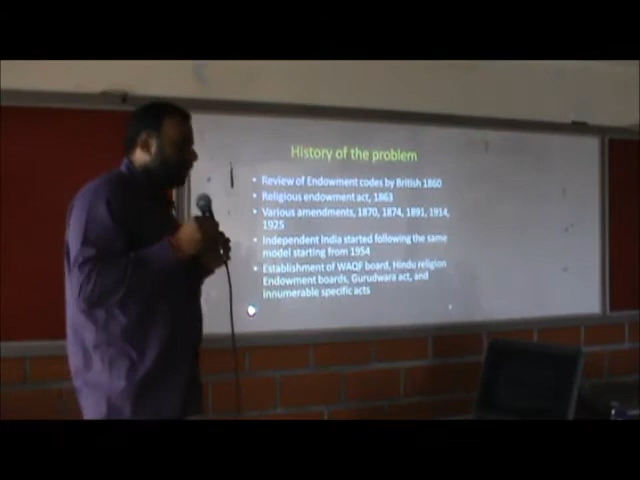 History of the problem
• Review of Endowment codes by British 1860
• Religious endowment act, 1863
• Various amendments, 1870, 1874, 1891, 1914,
1925
• Independent India started following the same
model starting from 1954
• Establishment of WAQF board, Hindu religion
Endowment boards, Gurudwara act, and
innumerable specific acts